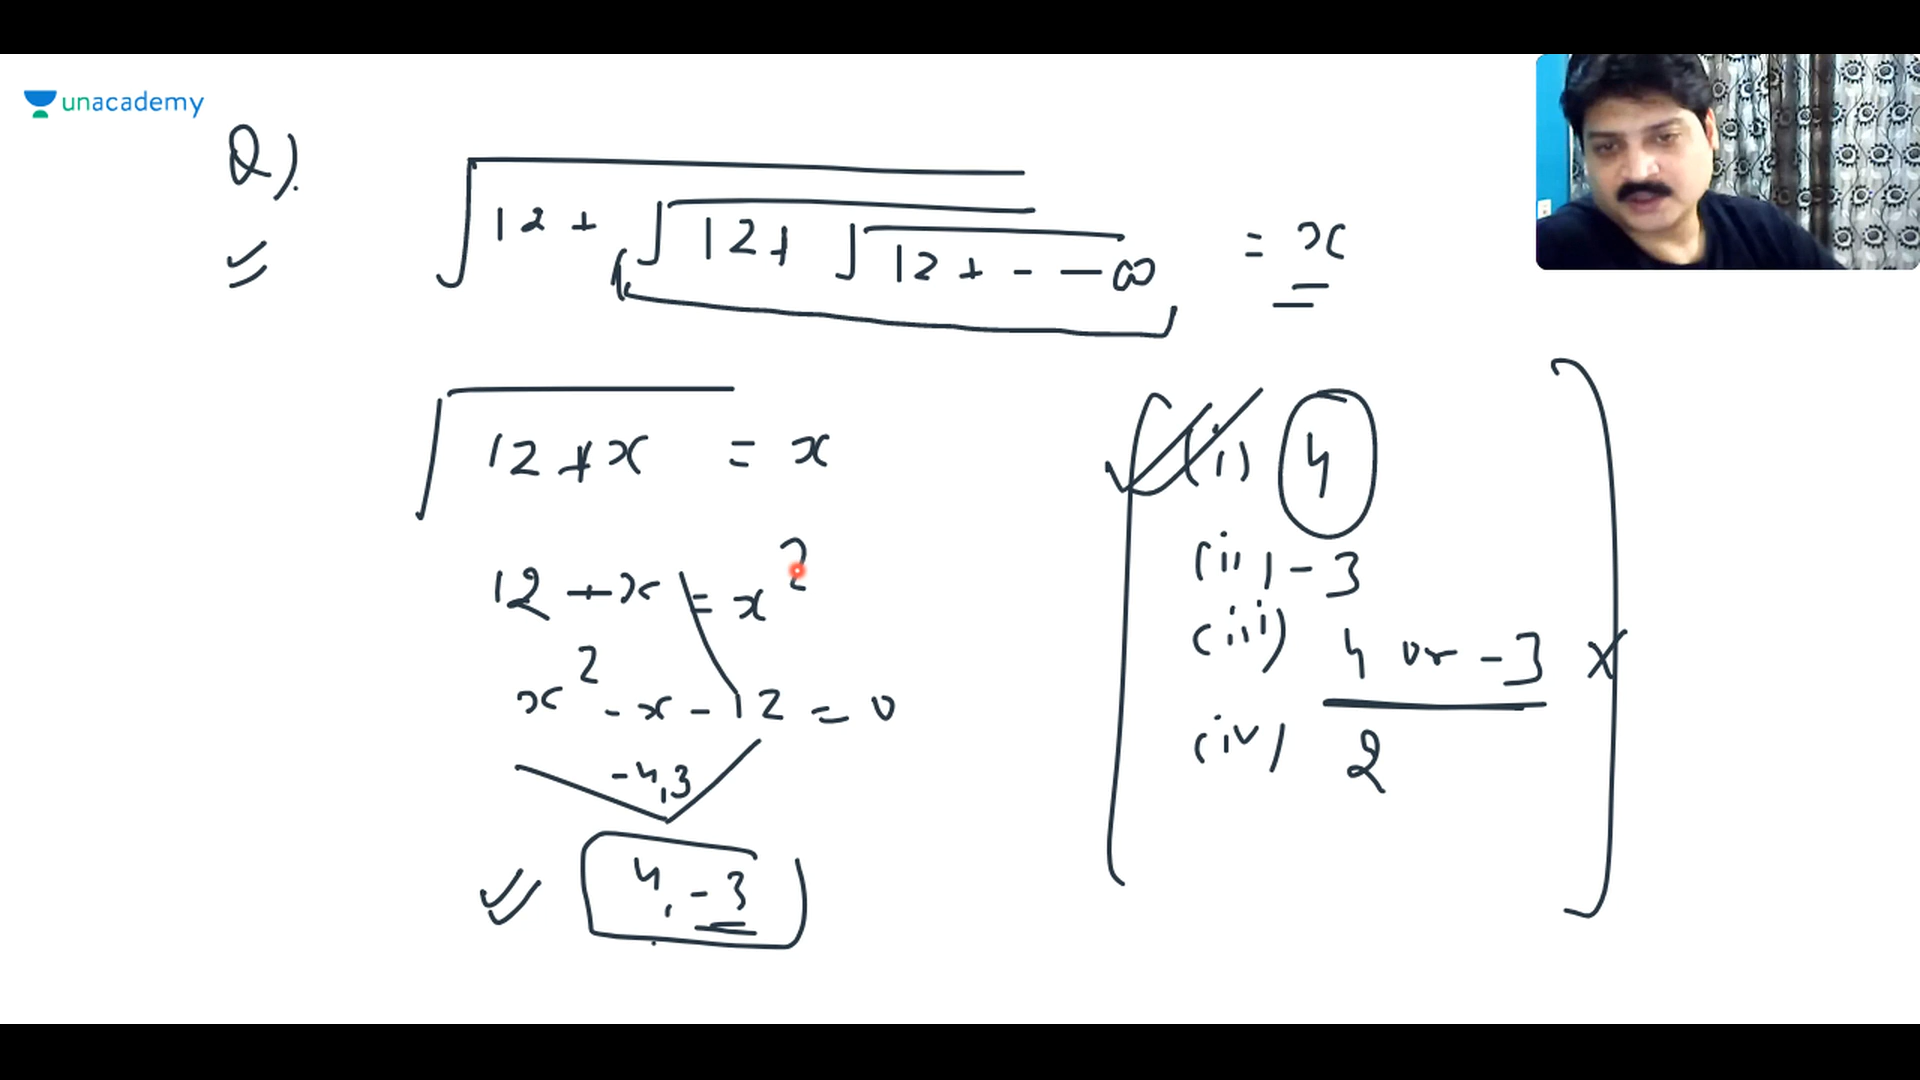 unacademy
Q).
√12 + √12 + √12 + - - ∞ = x
√12 + x = x
12 + x = x²
x² - x - 12 = 0
-4,3
4, -3
(i) 4
(ii) -3
(iii) 4 or -3 X
(iv) 2